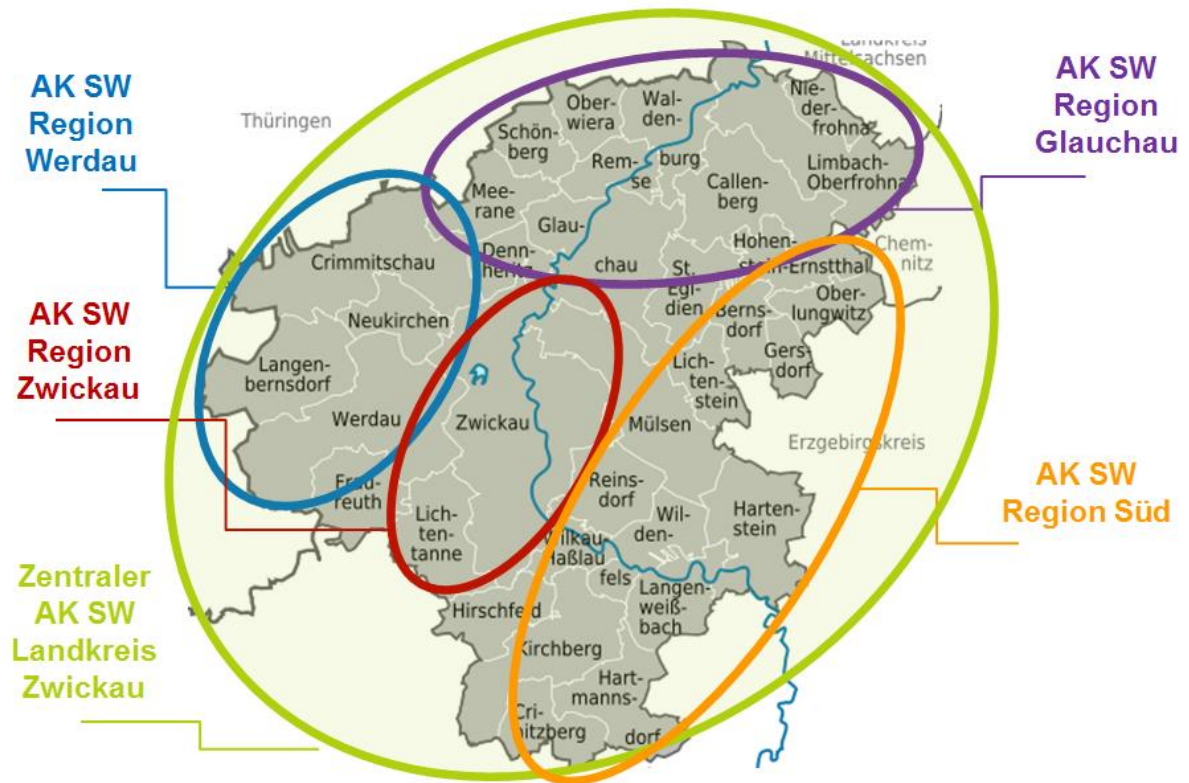 AK SW
Region
Werdau
AK SW
Region
Zwickau
Zentraler
AK SW
Landkreis
Zwickau
AK SW
Region
Glauchau
AK SW
Region Süd
Thüringen
Landkreis
Mittelsachsen
Chem-
nitz
Erzgebirgskreis
Schön-
berg
Ober-
wiera
Wal-
den-
burg
Nie-
der-
frohna
Limbach-
Oberfrohna
Rem-
se
Callen-
berg
Mee-
rane
Glau-
chau
Denn-
heritz
St.
Egi-
dien
Hohen-
stein-Ernstthal
Ober-
lungwitz
Berns-
dorf
Gers-
dorf
Lich-
ten-
stein
Crimmitschau
Neukirchen
Langen-
bernsdorf
Werdau
Frau-
reuth
Zwickau
Lich-
ten-
tanne
Mülsen
Reins-
dorf
Wil-
den-
fels
Harten-
stein
Wilkau-
Haßlau
Langen-
weiß-
bach
Hirschfeld
Kirchberg
Hart-
manns-
dorf
Cri-
nitzberg